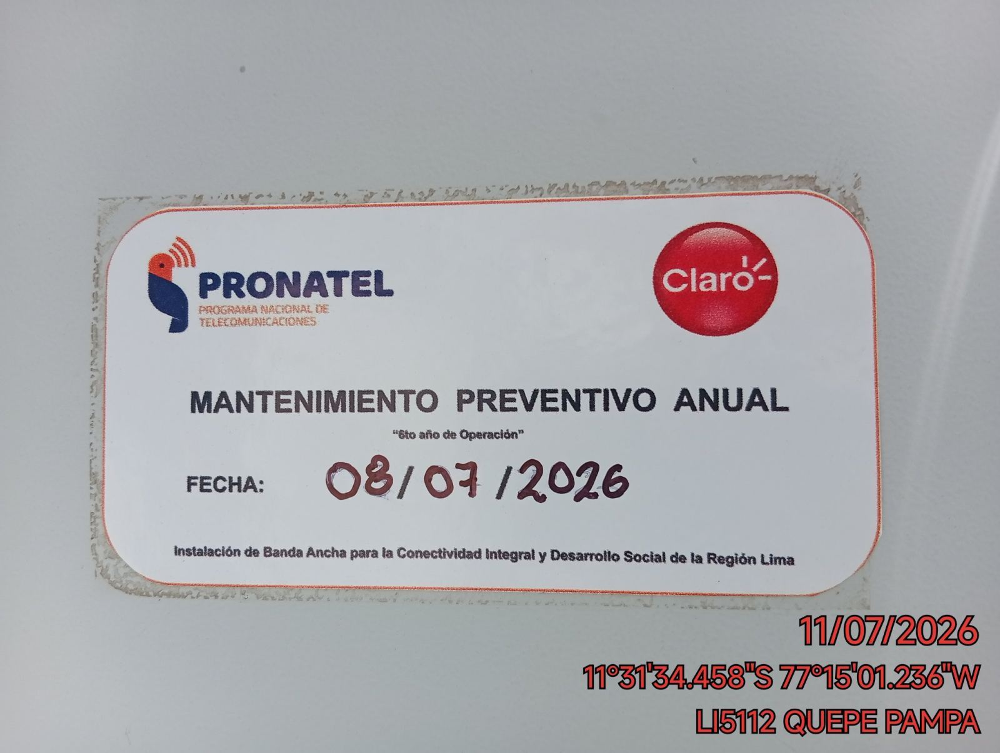 PRONATEL
PROGRAMA NACIONAL DE
TELECOMUNICACIONES
Claro
MANTENIMIENTO PREVENTIVO ANUAL
"6to año de Operación"
FECHA: 08/07/2026
Instalación de Banda Ancha para la Conectividad Integral y Desarrollo Social de la Región Lima
11/07/2026
11°31'34.458"S 77°15'01.236"W
LI5112 QUEPE PAMPA